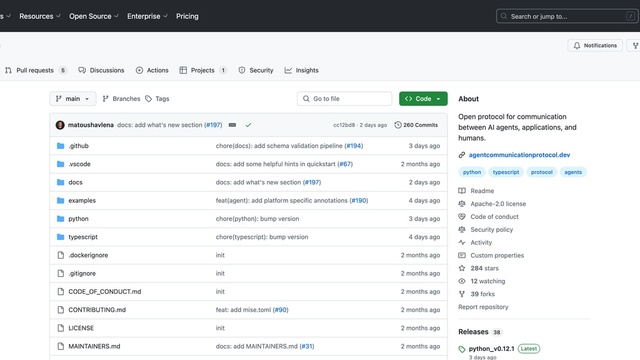 s Resources Open Source Enterprise Pricing Search or jump to... /
Notifications
Pull requests 5 Discussions Actions Projects 1 Security Insights
main Branches Tags Go to file Code
matoushavlena docs: add what's new section (#197) cc12bd8 · 2 days ago 260 Commits
.github chore(docs): add schema validation pipeline (#194) 3 days ago
.vscode docs: add some helpful hints in quickstart (#67) 2 months ago
docs docs: add what's new section (#197) 2 days ago
examples feat(agent): add platform specific annotations (#190) 4 days ago
python chore(python): bump version 3 days ago
typescript chore(typescript): bump version 4 days ago
.dockerignore init 2 months ago
.gitignore init 2 months ago
CODE_OF_CONDUCT.md init 2 months ago
CONTRIBUTING.md feat: add mise.toml (#90) 2 months ago
LICENSE init 2 months ago
MAINTAINERS.md docs: add MAINTAINERS.md (#31) 2 months ago
About
Open protocol for communication
between AI agents, applications, and
humans.
agentcommunicationprotocol.dev
python typescript protocol agents
Readme
Apache-2.0 license
Code of conduct
Security policy
Activity
Custom properties
284 stars
12 watching
39 forks
Report repository
Releases 38
python_v0.12.1 Latest
3 days ago